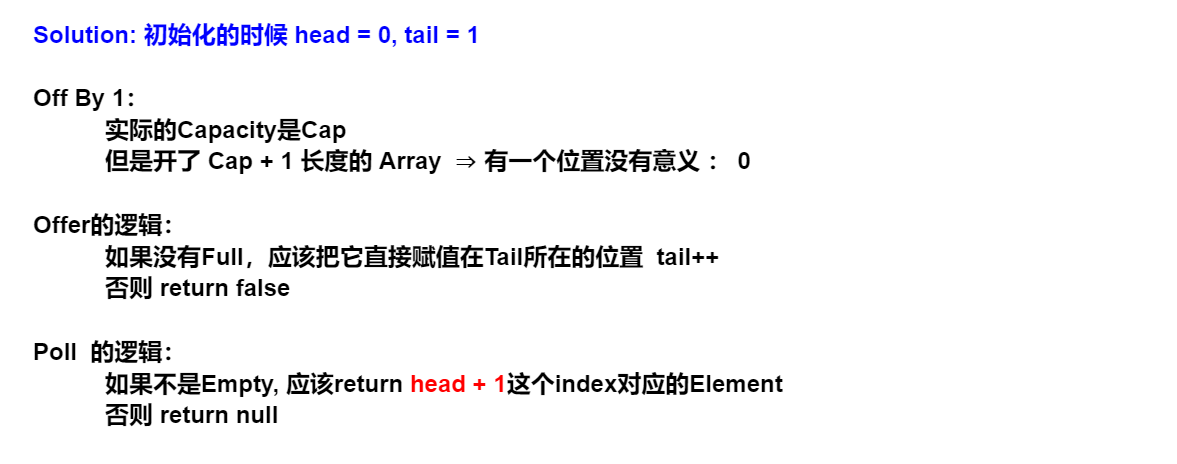 Solution: 初始化的时候 head = 0, tail = 1
Off By 1：
实际的Capacity是Cap
但是开了 Cap + 1 长度的 Array ⇒ 有一个位置没有意义： 0
Offer的逻辑：
如果没有Full，应该把它直接赋值在Tail所在的位置 tail++
否则 return false
Poll 的逻辑：
如果不是Empty, 应该return head + 1这个index对应的Element
否则 return null